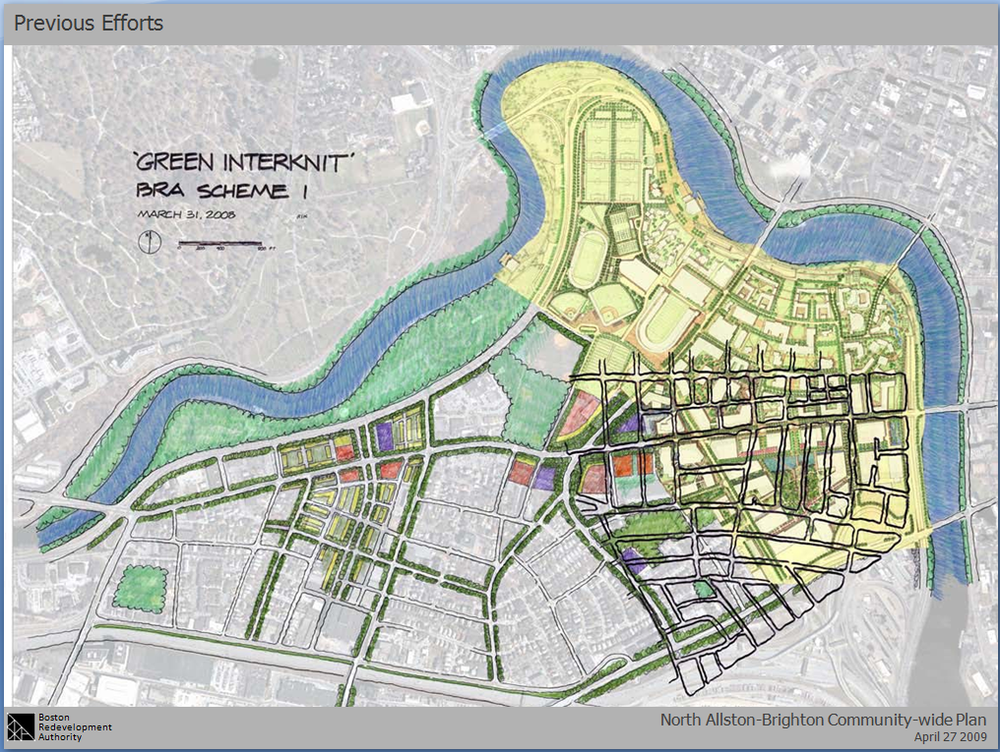 Previous Efforts
'GREEN INTERKNIT'
BRA SCHEME 1
MARCH 31, 2008
Boston
Redevelopment
Authority
North Allston-Brighton Community-wide Plan
April 27 2009